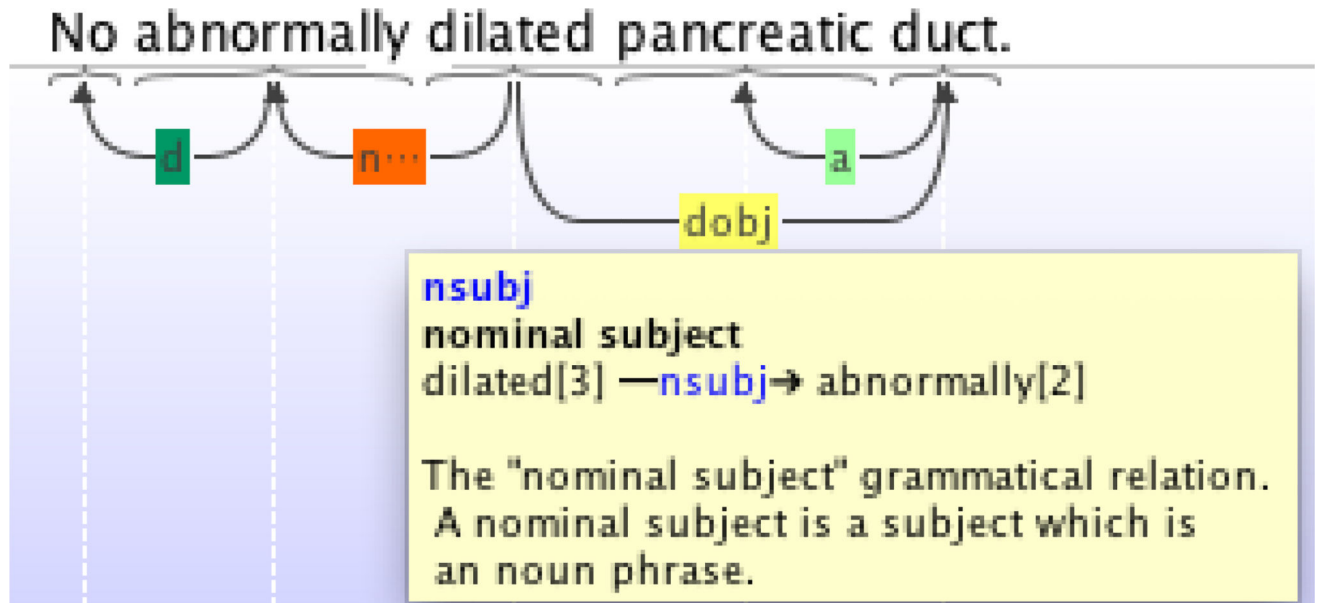 No abnormally dilated pancreatic duct.
d n... a
dobj
nsubj
nominal subject
dilated[3] —nsubj→ abnormally[2]
The "nominal subject" grammatical relation.
A nominal subject is a subject which is
an noun phrase.